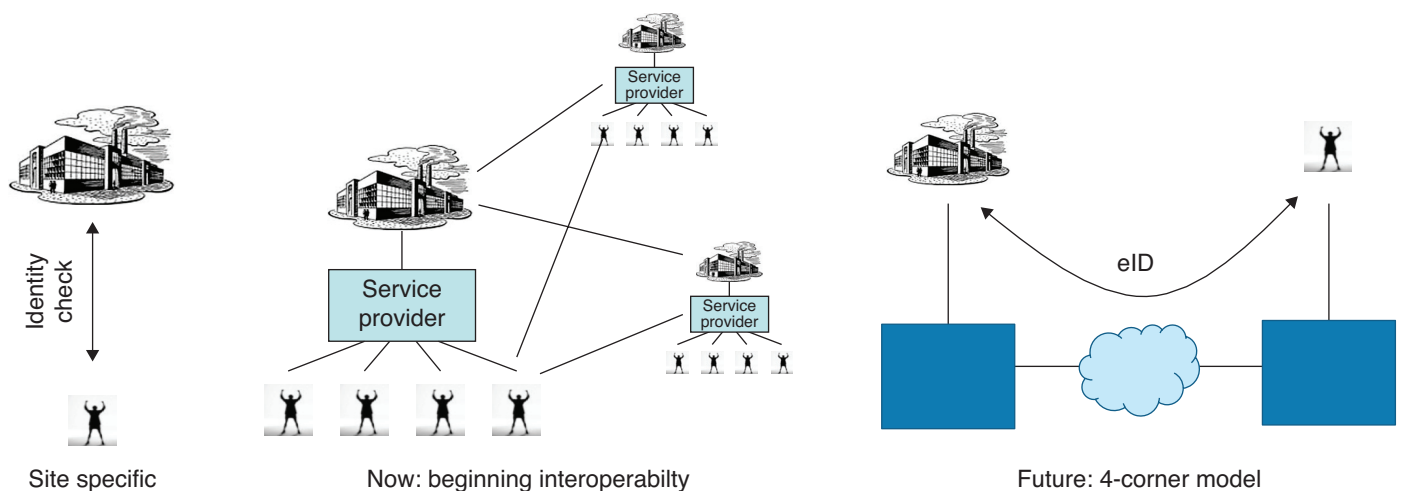 Identity
check
Site specific
Service
provider
Service
provider
Service
provider
Now: beginning interoperabilty
eID
Future: 4-corner model